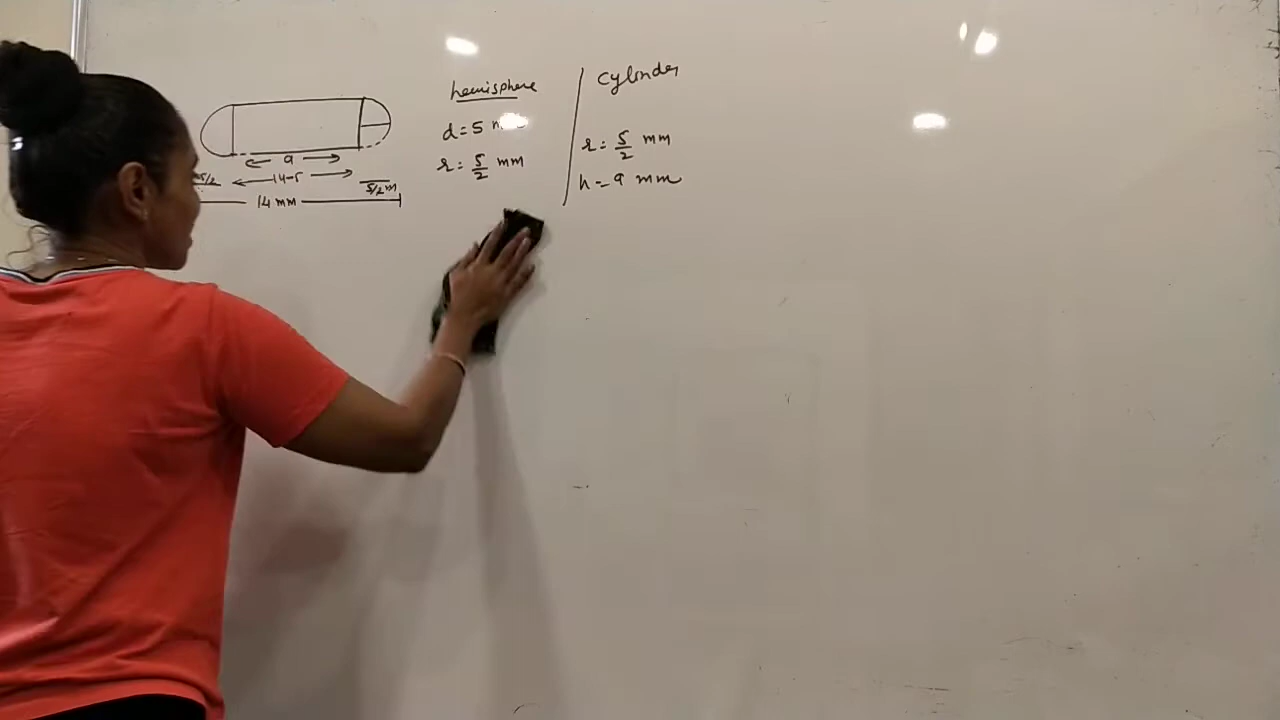 9
5/2
14-5
5/2 m
14 mm
hemisphere
d = 5
r = 5/2 mm
cylinder
r = 5/2 mm
h = 9 mm